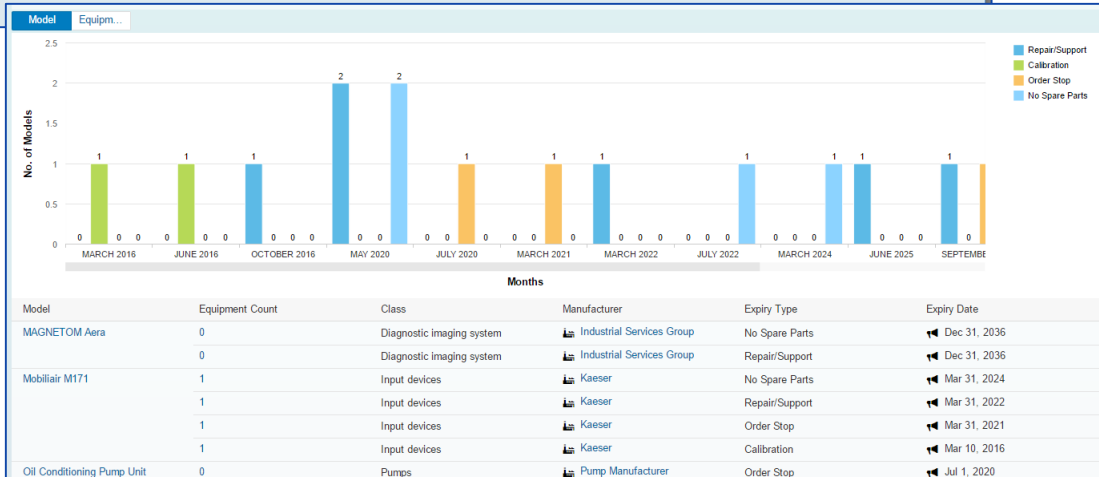 Model Equipm...
2.5
2
1.5
1
0.5
0
No. of Models
Repair/Support
Calibration
Order Stop
No Spare Parts
0 1 0 0 0 1 0 0 1 0 0 0 2 0 0 2 0 0 1 0 0 0 1 0 1 0 0 0 0 0 0 1 0 0 0 1 1 0 0 0 1 0
MARCH 2016 JUNE 2016 OCTOBER 2016 MAY 2020 JULY 2020 MARCH 2021 MARCH 2022 JULY 2022 MARCH 2024 JUNE 2025 SEPTEMBE
Months
Model Equipment Count Class Manufacturer Expiry Type Expiry Date
MAGNETOM Aera 0 Diagnostic imaging system Industrial Services Group No Spare Parts Dec 31, 2036
0 Diagnostic imaging system Industrial Services Group Repair/Support Dec 31, 2036
Mobiliair M171 1 Input devices Kaeser No Spare Parts Mar 31, 2024
1 Input devices Kaeser Repair/Support Mar 31, 2022
1 Input devices Kaeser Order Stop Mar 31, 2021
1 Input devices Kaeser Calibration Mar 10, 2016
Oil Conditioning Pump Unit 0 Pumps Pump Manufacturer Order Stop Jul 1, 2020